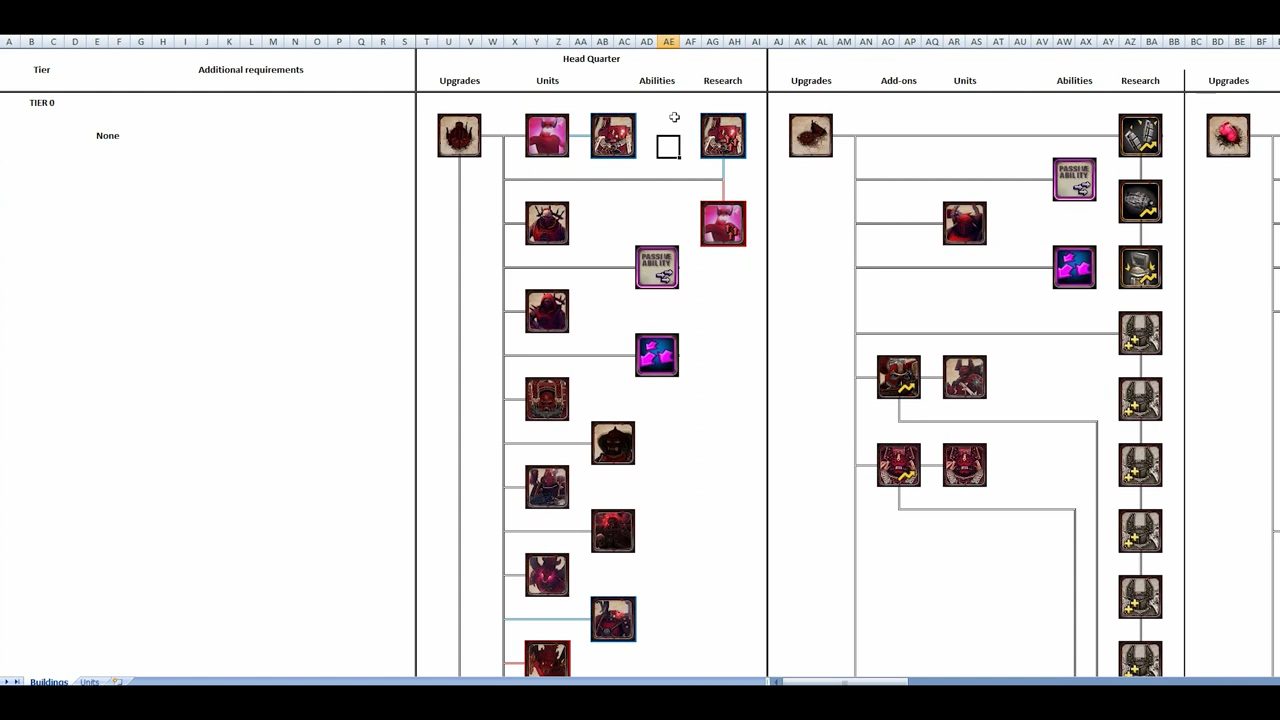 A B C D E F G H I J K L M N O P Q R S T U V W X Y Z AA AB AC AD AE AF AG AH AI AJ AK AL AM AN AO AP AQ AR AS AT AU AV AW AX AY AZ BA BB BC BD BE BF
Head Quarter
Tier Additional requirements
Upgrades Units Abilities Research Upgrades Add-ons Units Abilities Research Upgrades
TIER 0
None
PASSIVE
ABILITY
PASSIVE
ABILITY
Buildings Units